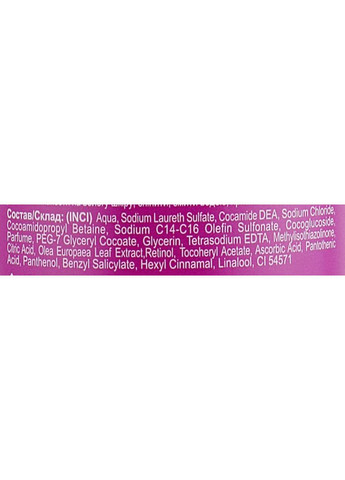 Состав/Склад: (INCI) Aqua, Sodium Laureth Sulfate, Cocamide DEA, Sodium Chloride,
Cocoamidopropyl Betaine, Sodium C14-C16 Olefin Sulfonate, Cocoglucoside,
Parfume, PEG-7 Glyceryl Cocoate, Glycerin, Tetrasodium EDTA, Methylisothiazolinone,
Citric Acid, Olea Europaea Leaf Extract,Retinol, Tocoheryl Acetate, Ascorbic Acid, Pantothenic
Acid, Panthenol, Benzyl Salicylate, Hexyl Cinnamal, Linalool, CI 54571